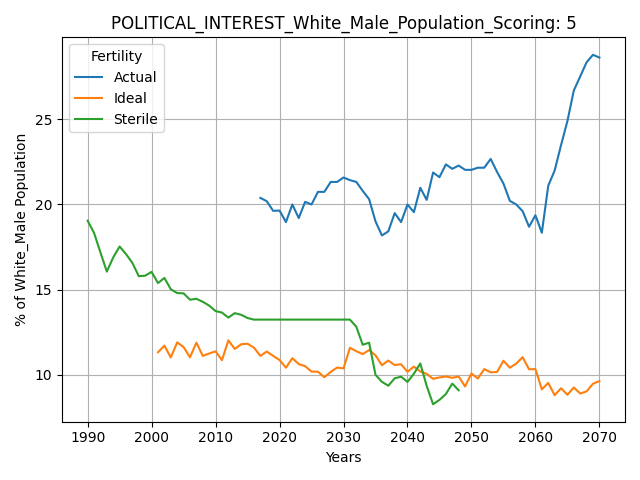 POLITICAL_INTEREST_White_Male_Population_Scoring: 5
Fertility
Actual
Ideal
Sterile
% of White_Male Population
25
20
15
10
1990 2000 2010 2020 2030 2040 2050 2060 2070
Years